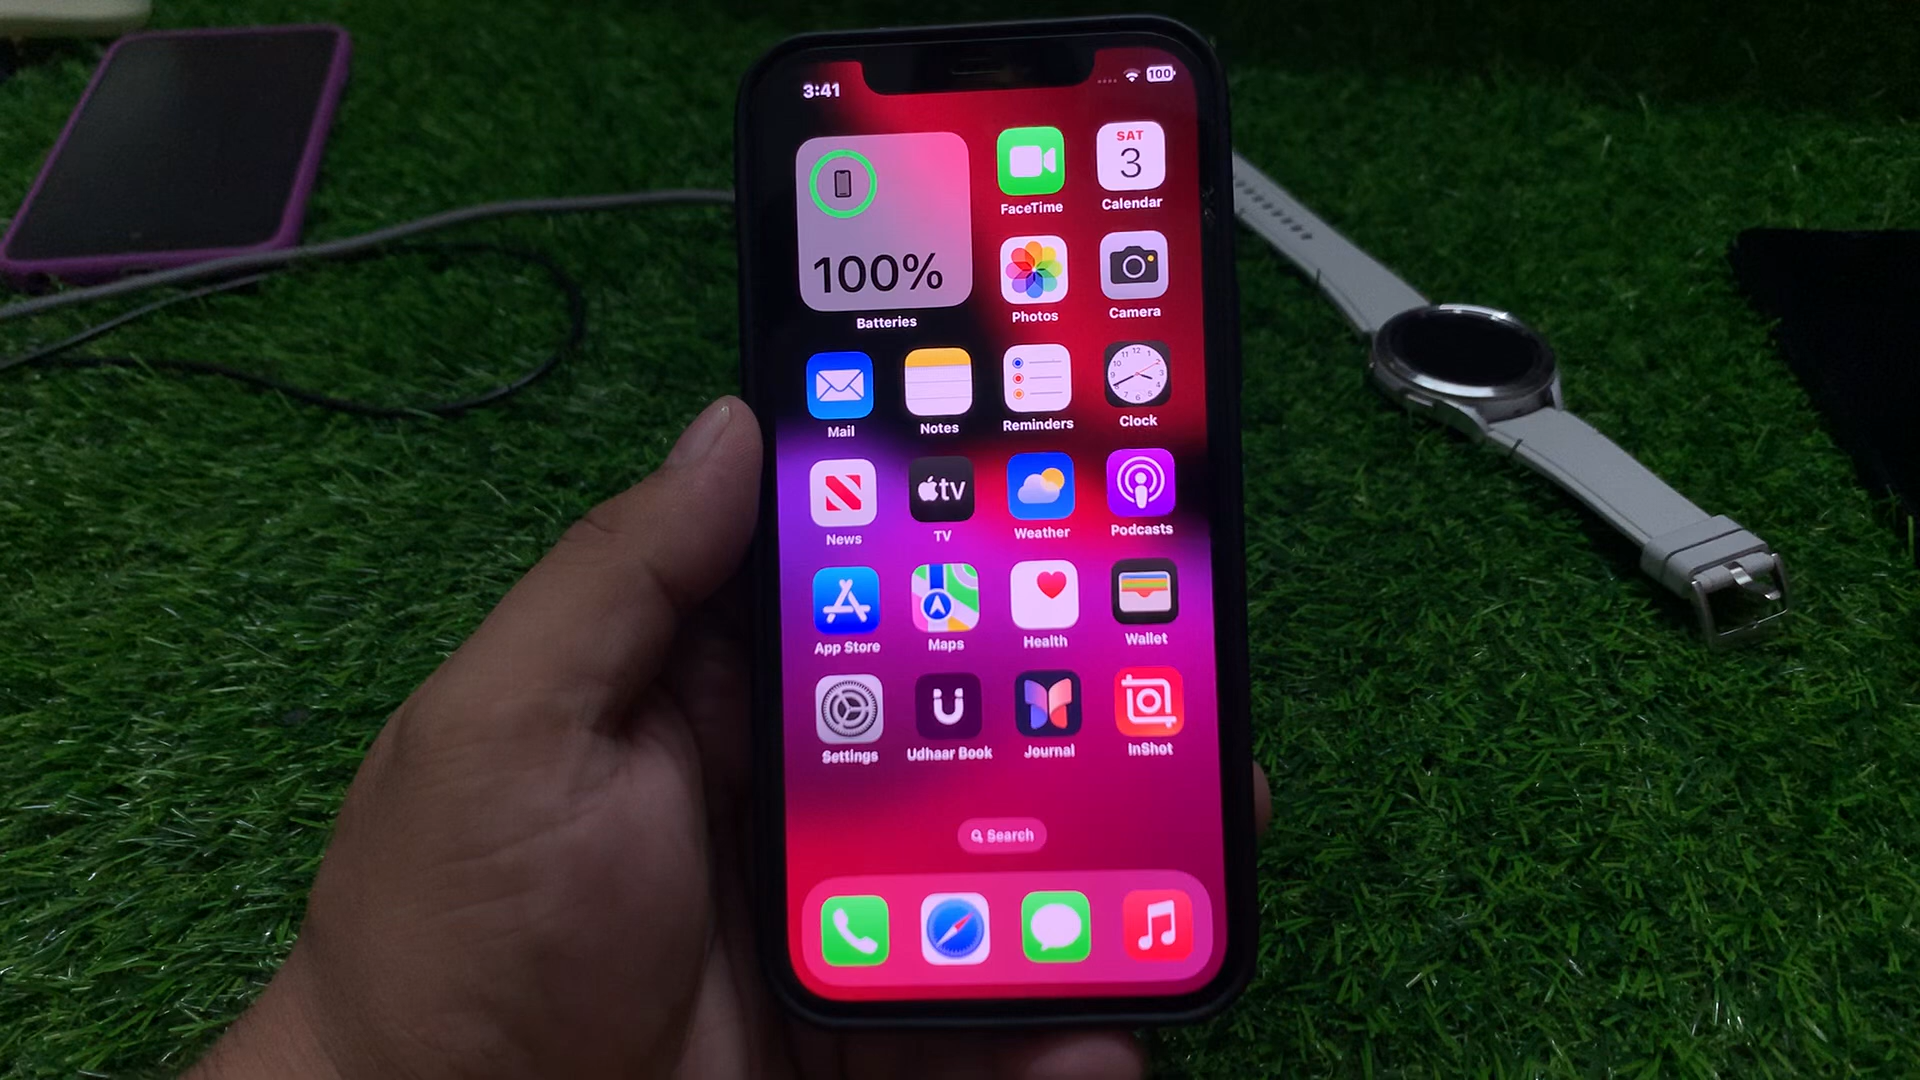 3:41
100
100%
Batteries
FaceTime
SAT
3
Calendar
Photos
Camera
Mail
Notes
Reminders
Clock
News
tv
TV
Weather
Podcasts
App Store
Maps
Health
Wallet
Settings
Udhaar Book
Journal
InShot
Search